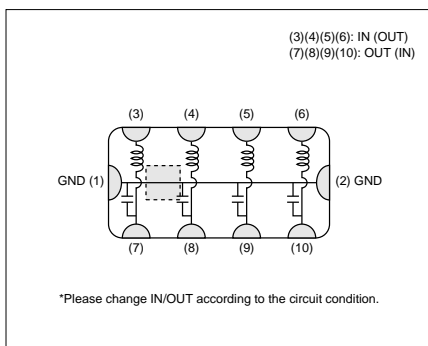 (3)(4)(5)(6): IN (OUT)
(7)(8)(9)(10): OUT (IN)
(3) (4) (5) (6)
GND (1) (2) GND
(7) (8) (9) (10)
*Please change IN/OUT according to the circuit condition.